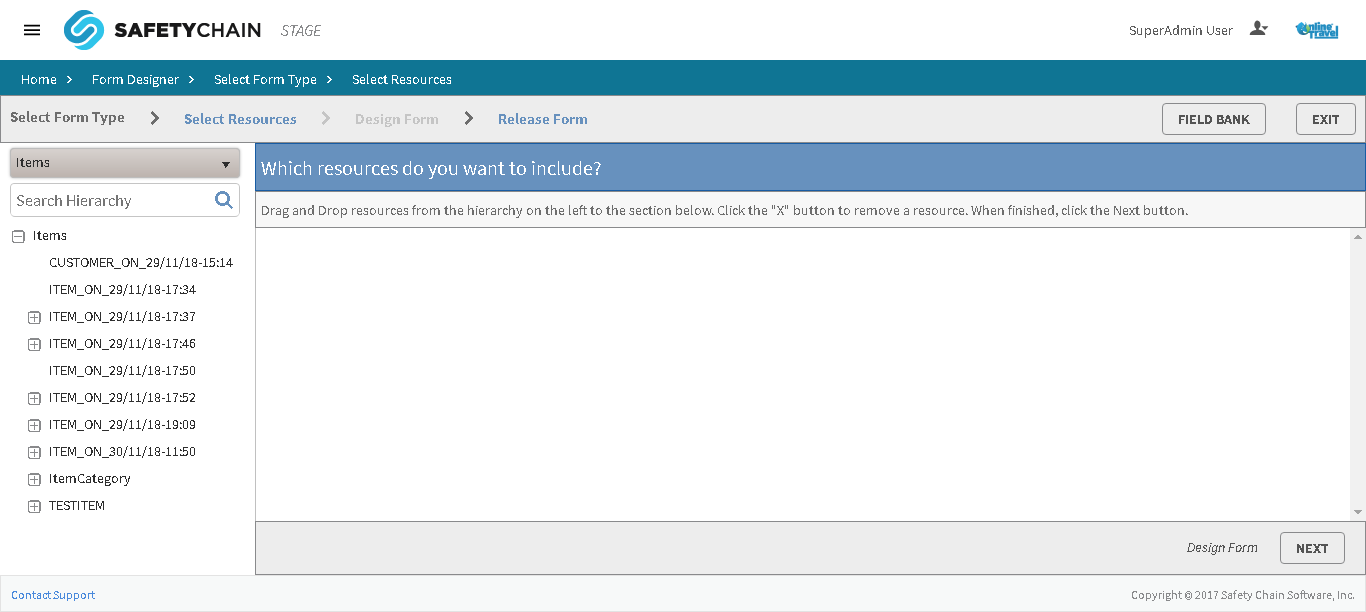 SAFETYCHAIN STAGE
SuperAdmin User
Online Travel
Home > Form Designer > Select Form Type > Select Resources
Select Form Type > Select Resources > Design Form > Release Form
FIELD BANK
EXIT
Items
Search Hierarchy
Items
CUSTOMER_ON_29/11/18-15:14
ITEM_ON_29/11/18-17:34
ITEM_ON_29/11/18-17:37
ITEM_ON_29/11/18-17:46
ITEM_ON_29/11/18-17:50
ITEM_ON_29/11/18-17:52
ITEM_ON_29/11/18-19:09
ITEM_ON_30/11/18-11:50
ItemCategory
TESTITEM
Which resources do you want to include?
Drag and Drop resources from the hierarchy on the left to the section below. Click the "X" button to remove a resource. When finished, click the Next button.
Design Form
NEXT
Contact Support
Copyright © 2017 Safety Chain Software, Inc.